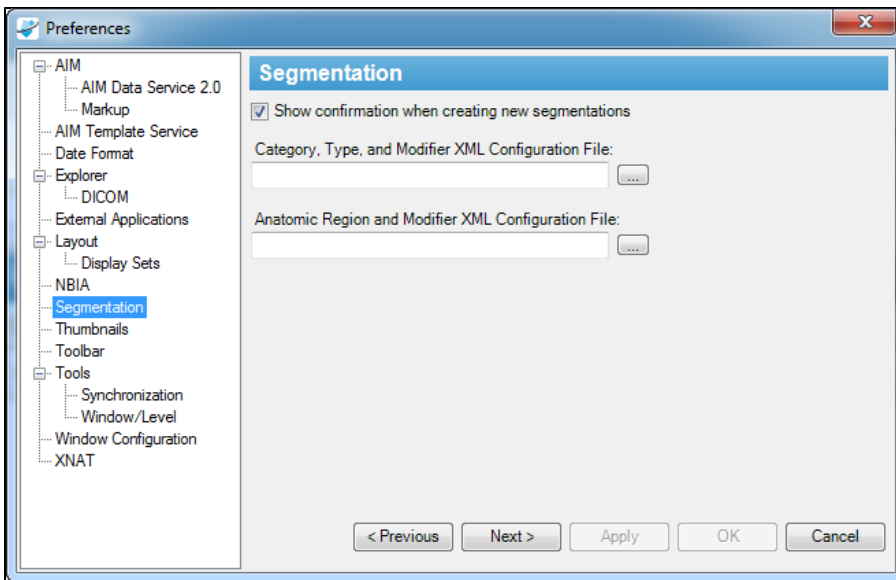 Preferences
AIM
AIM Data Service 2.0
Markup
AIM Template Service
Date Format
Explorer
DICOM
External Applications
Layout
Display Sets
NBIA
Segmentation
Thumbnails
Toolbar
Tools
Synchronization
Window/Level
Window Configuration
XNAT
Segmentation
Show confirmation when creating new segmentations
Category, Type, and Modifier XML Configuration File:
...
Anatomic Region and Modifier XML Configuration File:
...
< Previous Next > Apply OK Cancel